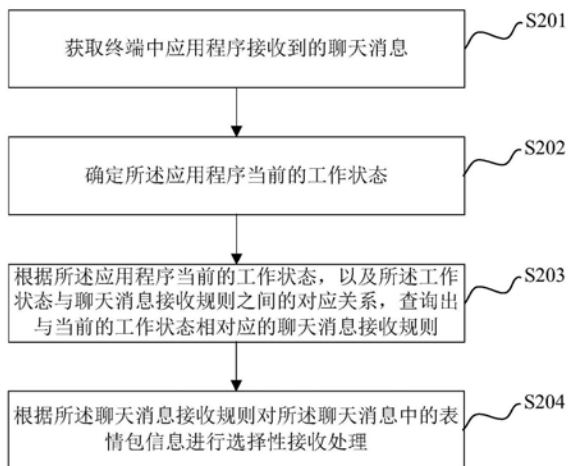 获取终端中应用程序接收到的聊天消息
S201
确定所述应用程序当前的工作状态
S202
根据所述应用程序当前的工作状态，以及所述工作
状态与聊天消息接收规则之间的对应关系，查询出
与当前的工作状态相对应的聊天消息接收规则
S203
根据所述聊天消息接收规则对所述聊天消息中的表
情包信息进行选择性接收处理
S204